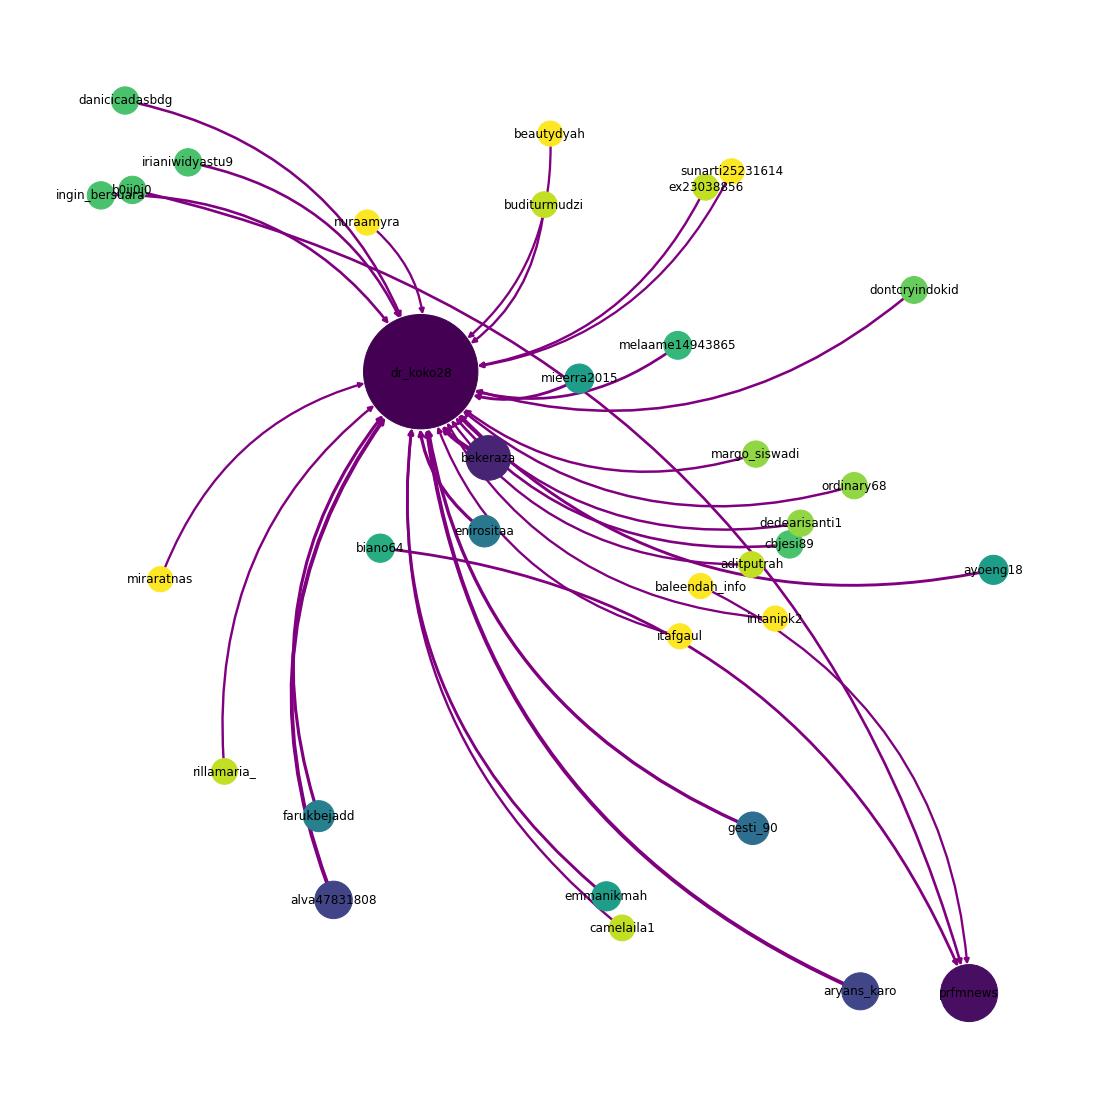 danicicadasbdg
beautydyah
irianiwidyastu9
sunarti25231614
ex23038856
ingin_bersuara
b0ji0j0
buditurmudzi
nuraamyra
dontcryindokid
melaame14943865
dr_koko28
mieerra2015
margo_siswadi
bekeraza
ordinary68
dedearisanti1
enirositaa
cbjesi89
biano64
aditputrah
ayoeng18
miraratnas
baleendah_info
intanipk2
itafgaul
rillamaria_
farukbejadd
gesti_90
emmanikmah
alva47831808
camelaila1
aryans_karo
prfmnews